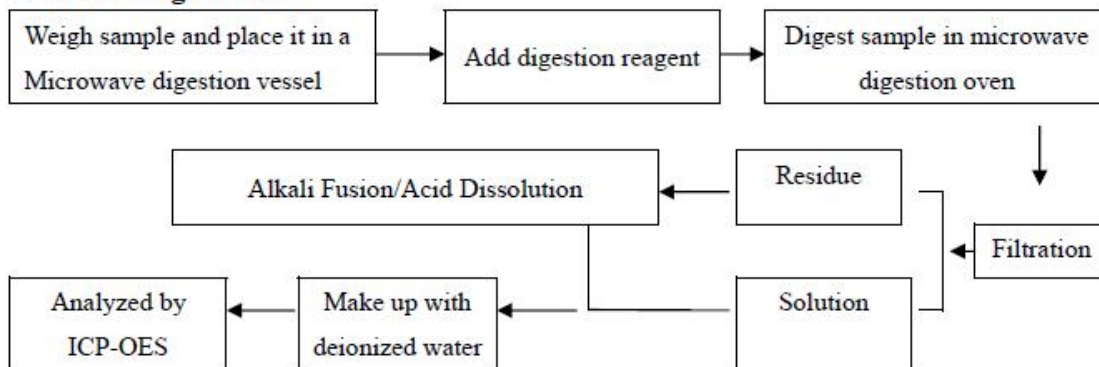 Weigh sample and place it in a
Microwave digestion vessel
Add digestion reagent
Digest sample in microwave
digestion oven
Alkali Fusion/Acid Dissolution
Residue
Filtration
Analyzed by
ICP-OES
Make up with
deionized water
Solution